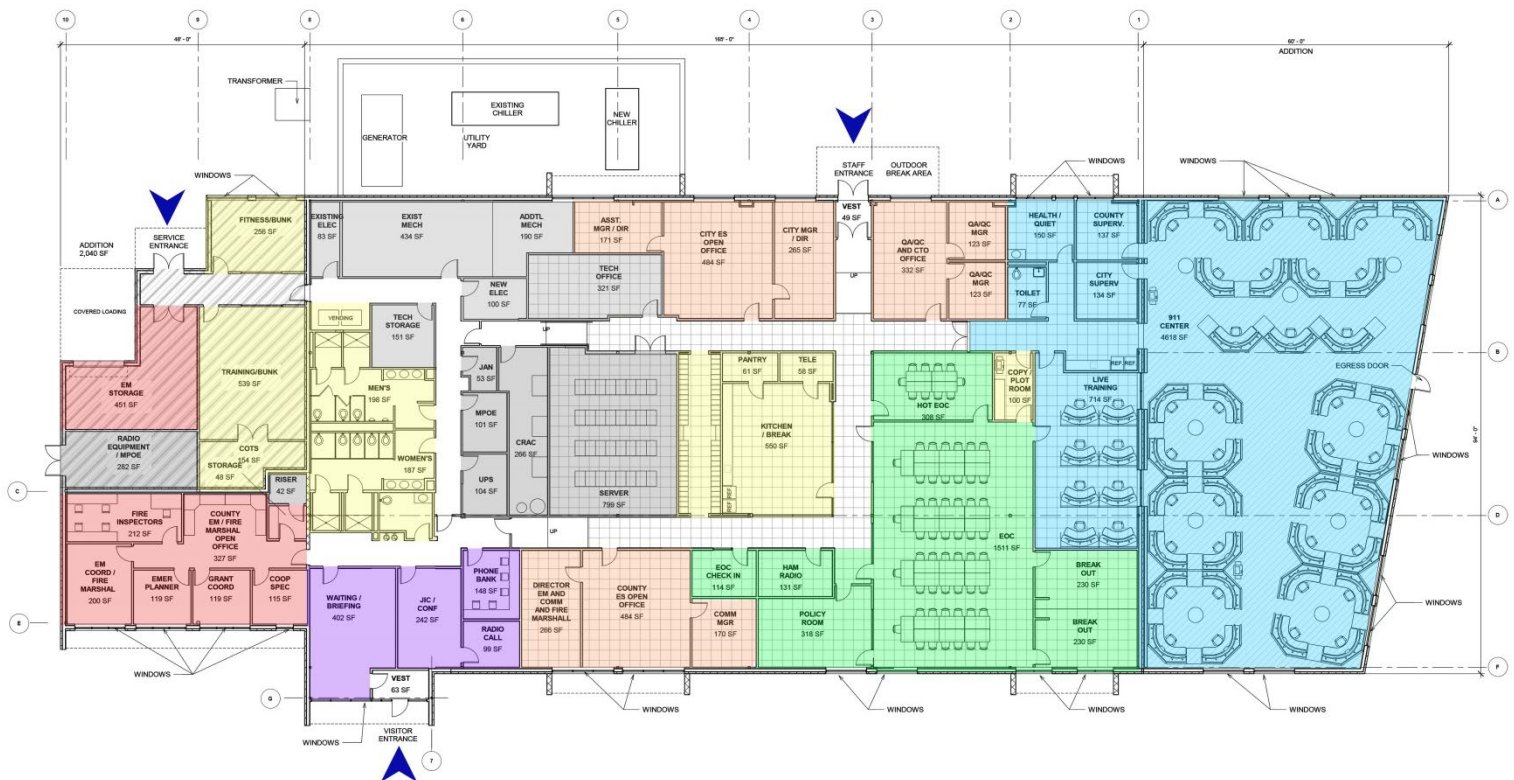 10
9
8
6
5
4
3
2
1
48' - 0"
165' - 0"
60' - 0"
ADDITION
TRANSFORMER
GENERATOR
EXISTING
CHILLER
UTILITY
YARD
NEW
CHILLER
STAFF
ENTRANCE
OUTDOOR
BREAK AREA
WINDOWS
WINDOWS
WINDOWS
A
SERVICE
ENTRANCE
ADDITION
2,040 SF
COVERED LOADING
FITNESS/BUNK
256 SF
EXISTING
ELEC
83 SF
EXIST
MECH
434 SF
ADDTL
MECH
190 SF
ASST.
MGR / DIR
171 SF
CITY ES
OPEN
OFFICE
484 SF
CITY MGR
/ DIR
265 SF
VEST
49 SF
QA/QC
AND CTO
OFFICE
332 SF
QA/QC
MGR
123 SF
QA/QC
MGR
123 SF
HEALTH /
QUIET
150 SF
COUNTY
SUPERV.
137 SF
TOILET
77 SF
CITY
SUPERV
134 SF
911
CENTER
4618 SF
TECH
OFFICE
321 SF
NEW
ELEC
100 SF
UP
UP
VENDING
TECH
STORAGE
151 SF
B
EGRESS DOOR
EM
STORAGE
451 SF
TRAINING/BUNK
539 SF
JAN
53 SF
PANTRY
61 SF
TELE
58 SF
HOT EOC
308 SF
COPY /
PLOT
ROOM
100 SF
REF
REF
LIVE
TRAINING
714 SF
MEN'S
198 SF
MPOE
101 SF
CRAC
266 SF
KITCHEN
/ BREAK
550 SF
94' - 0"
RADIO
EQUIPMENT
/ MPOE
282 SF
COTS
154 SF
STORAGE
48 SF
WOMEN'S
187 SF
UPS
104 SF
SERVER
799 SF
REF
REF
WINDOWS
C
RISER
42 SF
D
FIRE
INSPECTORS
212 SF
COUNTY
EM / FIRE
MARSHAL
OPEN
OFFICE
327 SF
UP
EOC
1511 SF
EM
COORD /
FIRE
MARSHAL
200 SF
EMER
PLANNER
119 SF
GRANT
COORD
119 SF
COOP
SPEC
115 SF
WAITING /
BRIEFING
402 SF
JIC /
CONF
242 SF
PHONE
BANK
148 SF
RADIO
CALL
99 SF
DIRECTOR
EM AND
COMM
AND FIRE
MARSHALL
266 SF
COUNTY
ES OPEN
OFFICE
484 SF
EOC
CHECK IN
114 SF
HAM
RADIO
131 SF
COMM
MGR
170 SF
POLICY
ROOM
318 SF
BREAK
OUT
230 SF
BREAK
OUT
230 SF
WINDOWS
E
F
WINDOWS
VEST
63 SF
G
WINDOWS
WINDOWS
WINDOWS
WINDOWS
WINDOWS
VISITOR
ENTRANCE
7